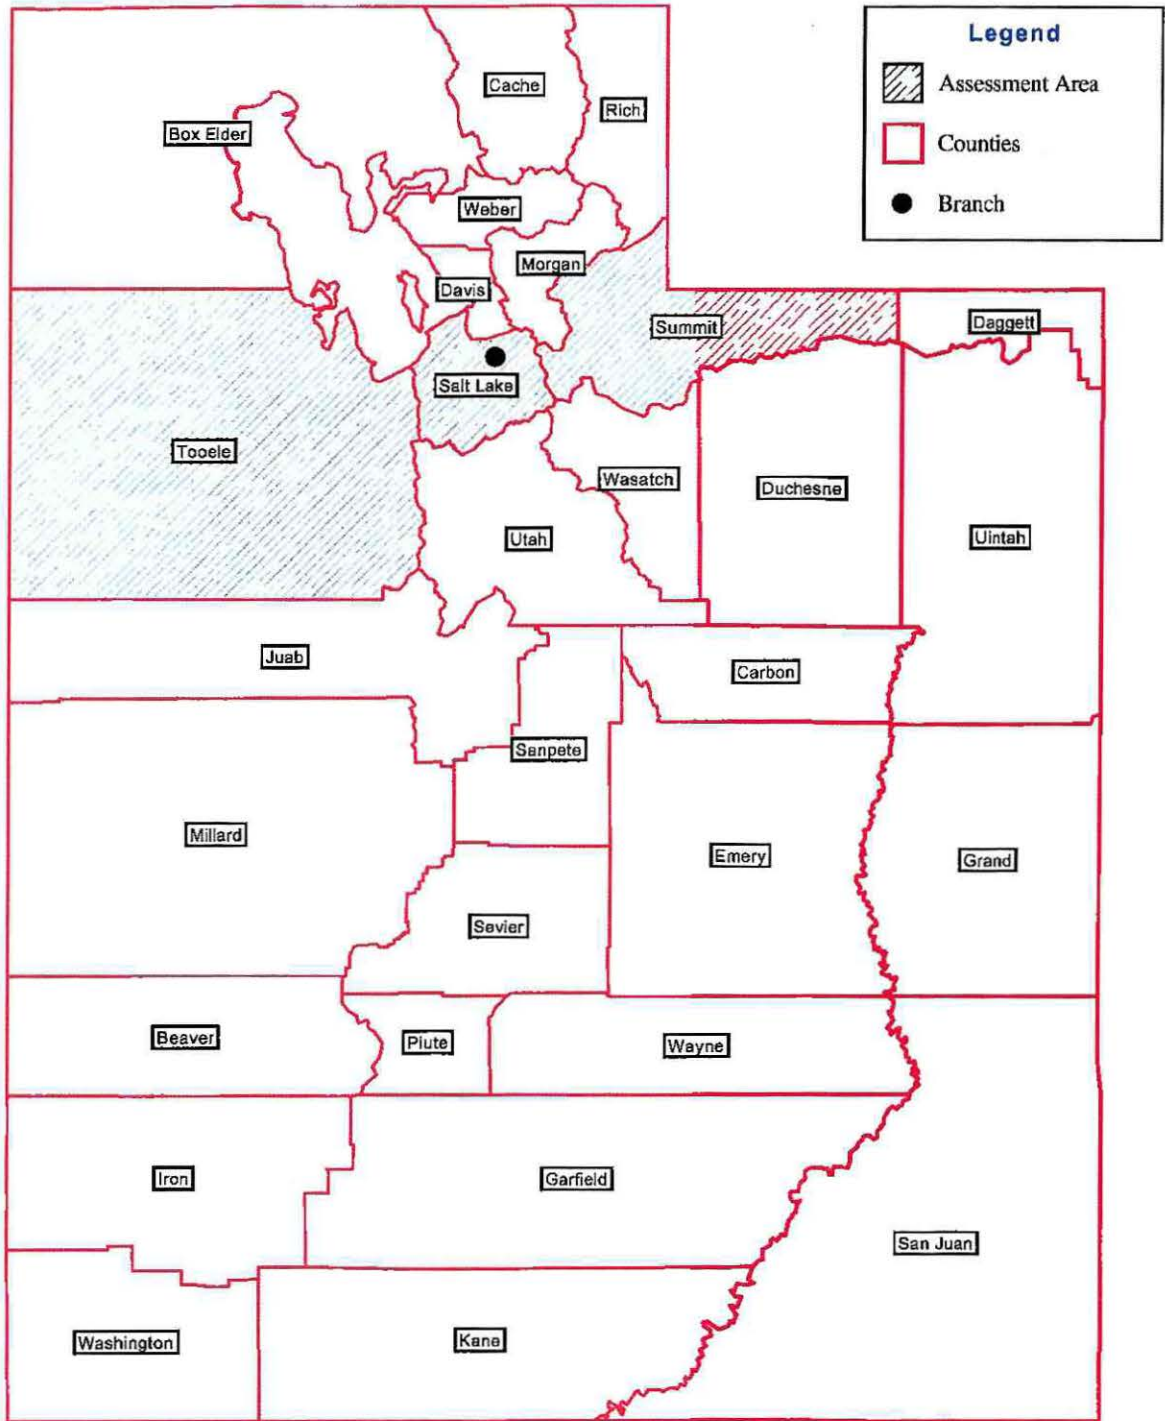 Legend
Assessment Area
Counties
Branch
Cache
Rich
Box Elder
Weber
Morgan
Davis
Summit
Daggett
Salt Lake
Tooele
Wasatch
Duchesne
Utah
Uintah
Juab
Carbon
Sanpete
Millard
Emery
Grand
Sevier
Beaver
Piute
Wayne
Iron
Garfield
San Juan
Washington
Kane